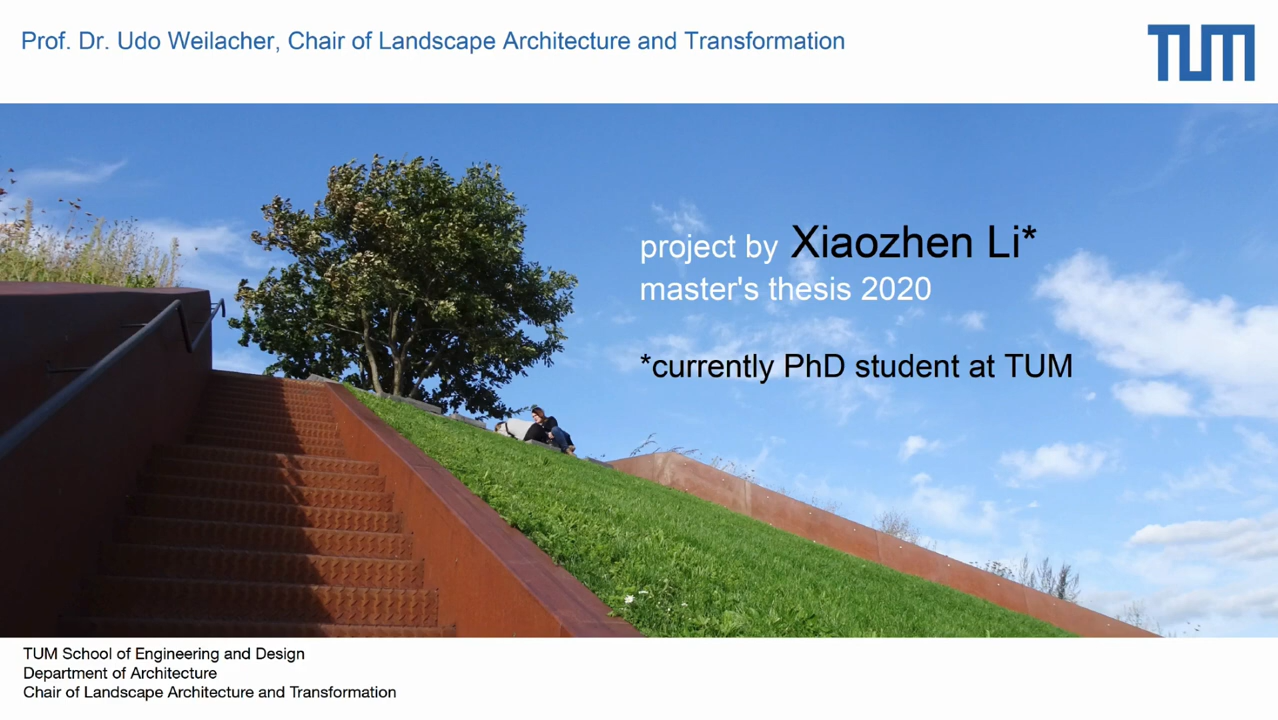 Prof. Dr. Udo Weilacher, Chair of Landscape Architecture and Transformation
TUM
project by Xiaozhen Li*
master's thesis 2020
*currently PhD student at TUM
TUM School of Engineering and Design
Department of Architecture
Chair of Landscape Architecture and Transformation